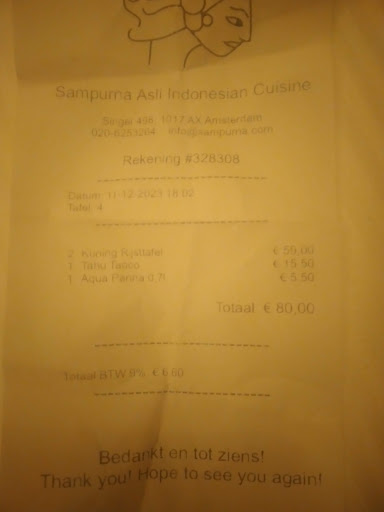 Sampurna Asli Indonesian Cuisine
Singel 498, 1017 AX Amsterdam
020-6253264 info@sampurna.com
Rekening #328308
Datum: 11-12-2023 18:02
Tafel: 4
2 Koning Rijsttafel € 59,00
1 Tahu Taoco € 15,50
1 Aqua Panna 0,7l € 5,50
Totaal: € 80,00
Totaal BTW 9% € 6,60
Bedankt en tot ziens!
Thank you! Hope to see you again!